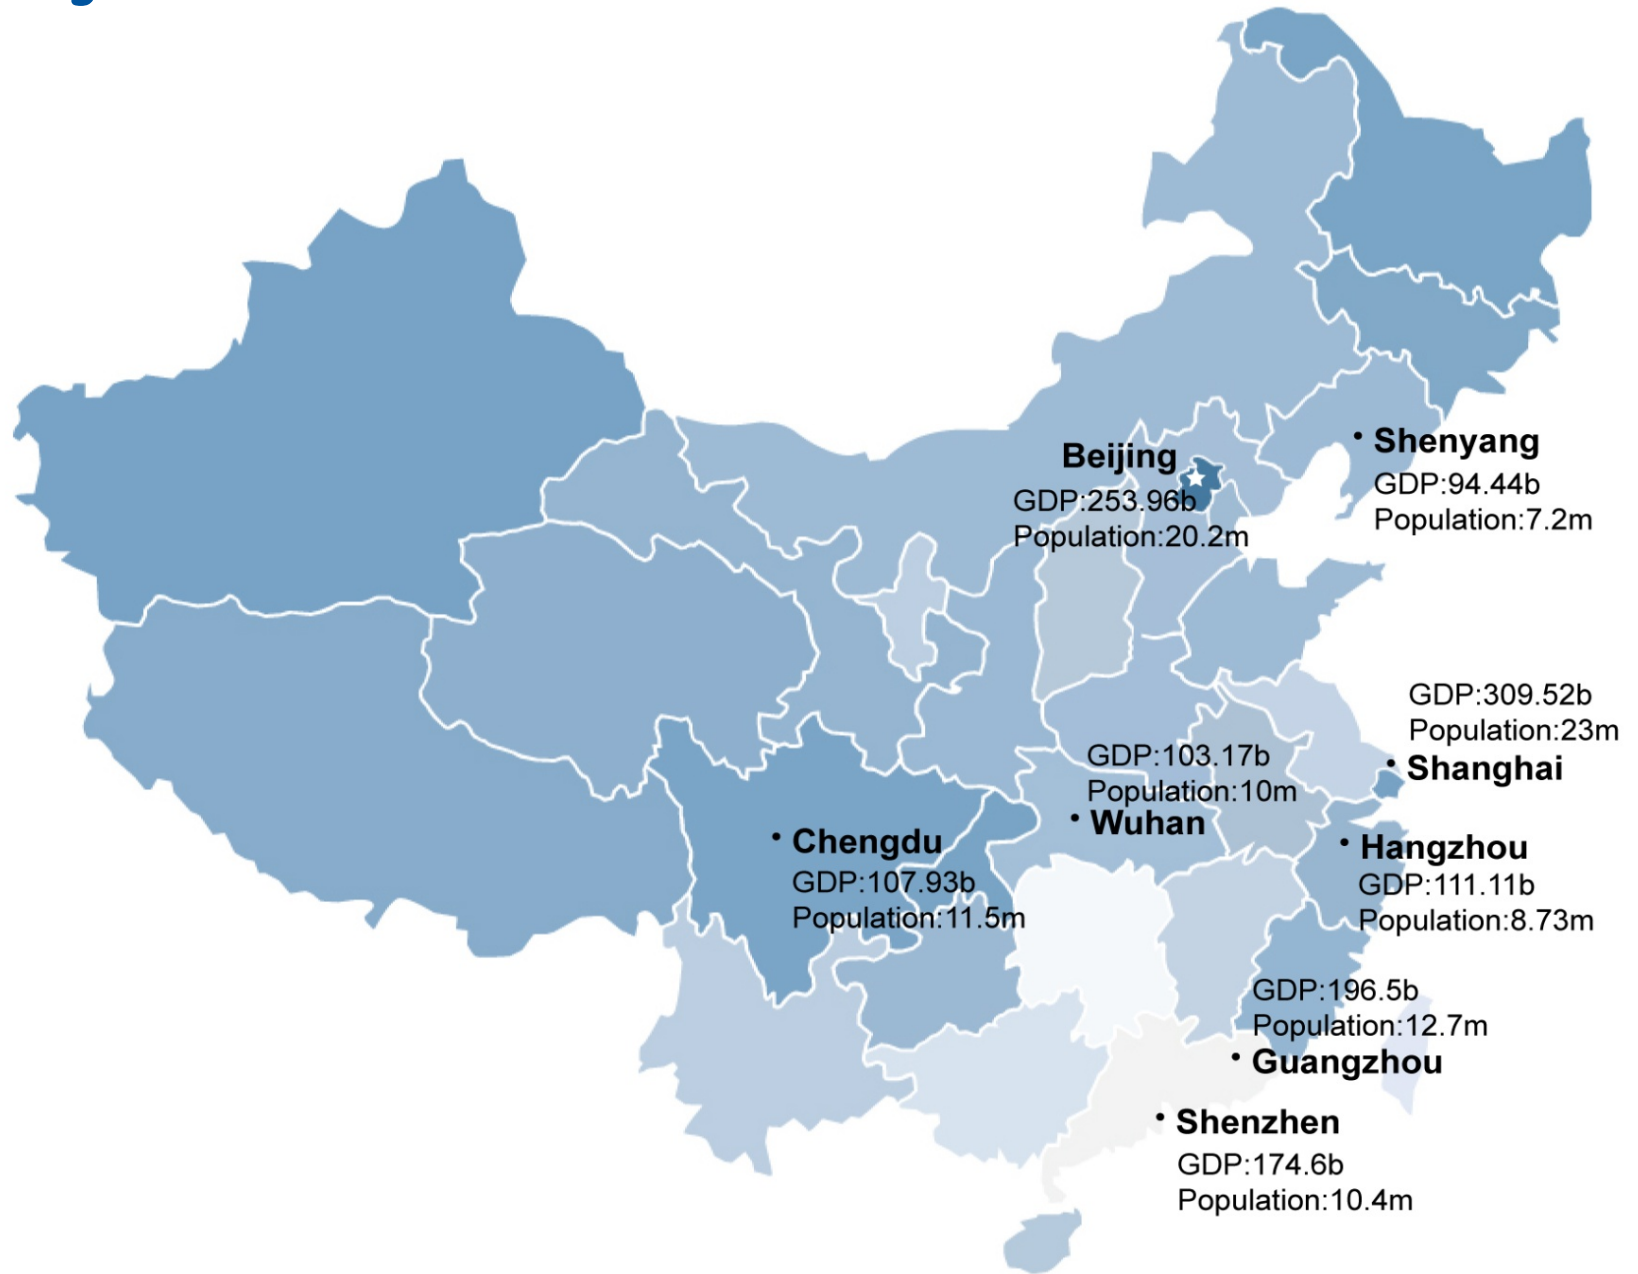 Beijing
GDP:253.96b
Population:20.2m
Shenyang
GDP:94.44b
Population:7.2m
GDP:309.52b
Population:23m
Shanghai
GDP:103.17b
Population:10m
Wuhan
Chengdu
GDP:107.93b
Population:11.5m
Hangzhou
GDP:111.11b
Population:8.73m
GDP:196.5b
Population:12.7m
Guangzhou
Shenzhen
GDP:174.6b
Population:10.4m